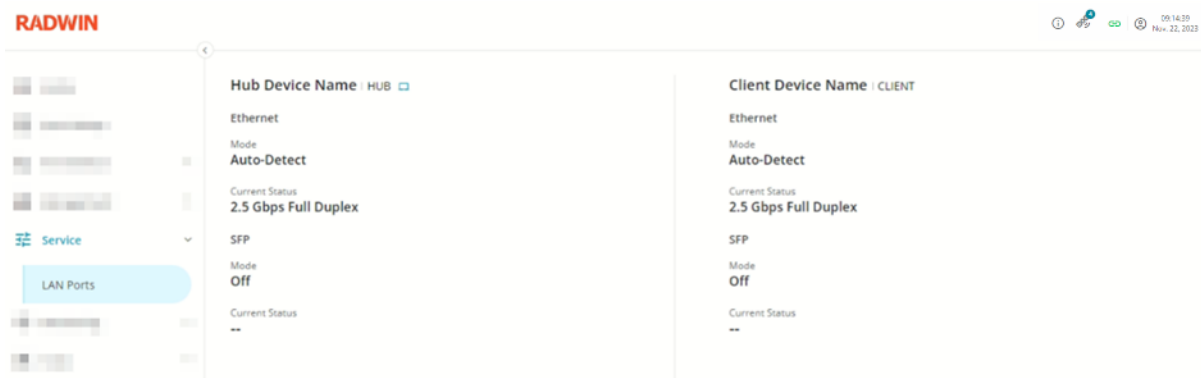 RADWIN
4
09:14:39
Nov. 22, 2023
Service
LAN Ports
Hub Device Name | HUB
Ethernet
Mode
Auto-Detect
Current Status
2.5 Gbps Full Duplex
SFP
Mode
Off
Current Status
--
Client Device Name | CLIENT
Ethernet
Mode
Auto-Detect
Current Status
2.5 Gbps Full Duplex
SFP
Mode
Off
Current Status
--